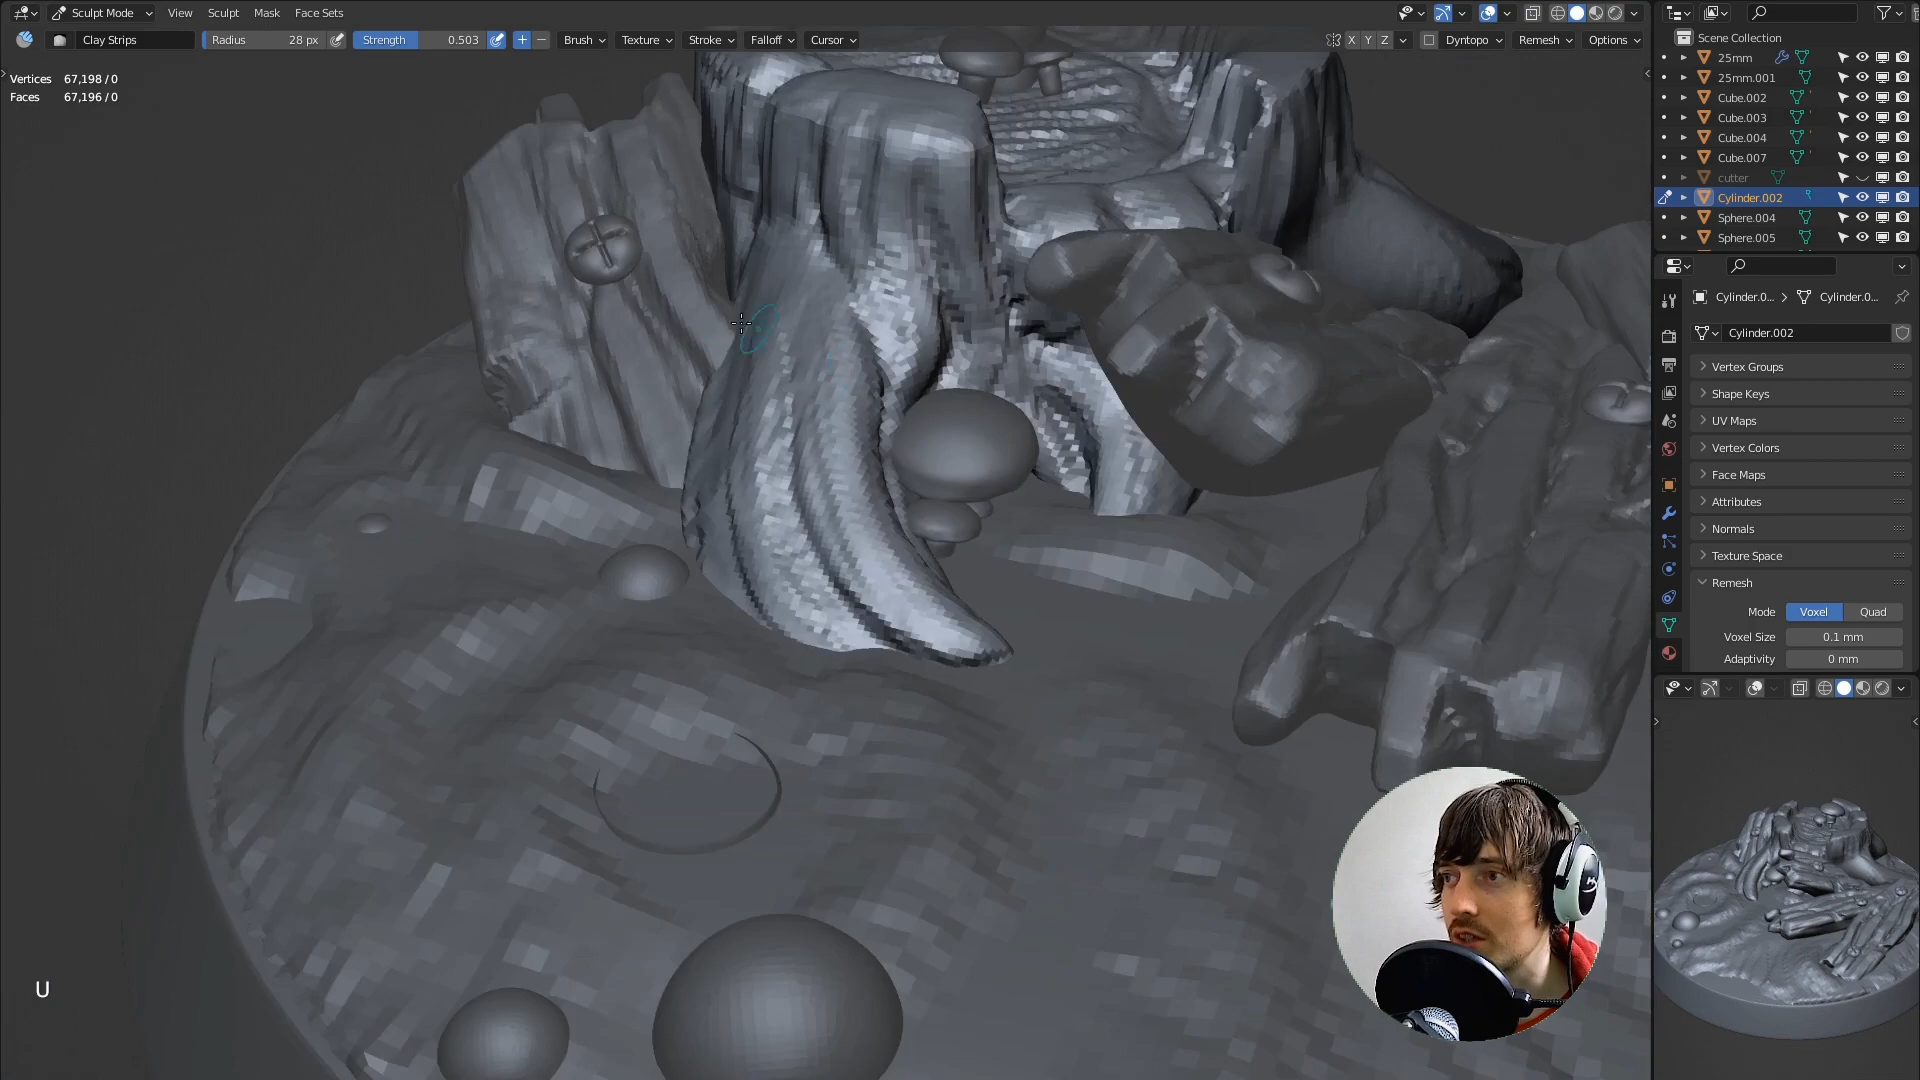 Sculpt Mode View Sculpt Mask Face Sets
Clay Strips Radius 28 px Strength 0.503 Brush Texture Stroke Falloff Cursor X Y Z Dyntopo Remesh Options
Vertices 67,198 / 0
Faces 67,196 / 0
U
Scene Collection
25mm
25mm.001
Cube.002
Cube.003
Cube.004
Cube.007
cutter
Cylinder.002
Sphere.004
Sphere.005
Cylinder.0... Cylinder.0...
Cylinder.002
Vertex Groups
Shape Keys
UV Maps
Vertex Colors
Face Maps
Attributes
Normals
Texture Space
Remesh
Mode Voxel Quad
Voxel Size 0.1 mm
Adaptivity 0 mm